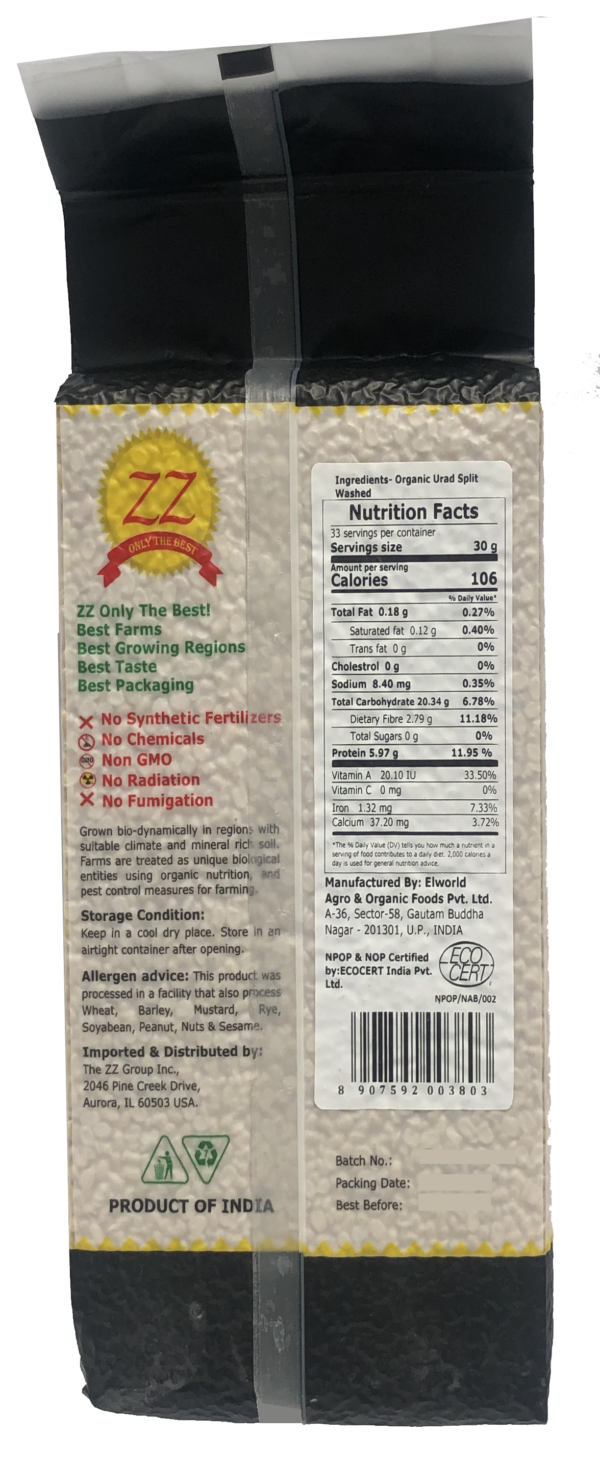 ZZ
ONLY THE BEST
ZZ Only The Best!
Best Farms
Best Growing Regions
Best Taste
Best Packaging
No Synthetic Fertilizers
No Chemicals
Non GMO
No Radiation
No Fumigation
Grown bio-dynamically in regions with
suitable climate and mineral rich soil.
Farms are treated as unique biological
entities using organic nutrition, and
pest control measures for farming.
Storage Condition:
Keep in a cool dry place. Store in an
airtight container after opening.
Allergen advice: This product was
processed in a facility that also process
Wheat, Barley, Mustard, Rye,
Soyabean, Peanut, Nuts & Sesame.
Imported & Distributed by:
The ZZ Group Inc.,
2046 Pine Creek Drive,
Aurora, IL 60503 USA.
PRODUCT OF INDIA
Ingredients- Organic Urad Split
Washed
Nutrition Facts
33 servings per container
Servings size 30 g
Amount per serving
Calories 106
% Daily Value*
Total Fat 0.18 g 0.27%
Saturated fat 0.12 g 0.40%
Trans fat 0 g 0%
Cholestrol 0 g 0%
Sodium 8.40 mg 0.35%
Total Carbohydrate 20.34 g 6.78%
Dietary Fibre 2.79 g 11.18%
Total Sugars 0 g 0%
Protein 5.97 g 11.95 %
Vitamin A 20.10 IU 33.50%
Vitamin C 0 mg 0%
Iron 1.32 mg 7.33%
Calcium 37.20 mg 3.72%
*The % Daily Value (DV) tells you how much a nutrient in a
serving of food contributes to a daily diet. 2,000 calories a
day is used for general nutrition advice.
Manufactured By: Elworld
Agro & Organic Foods Pvt. Ltd.
A-36, Sector-58, Gautam Buddha
Nagar - 201301, U.P., INDIA
NPOP & NOP Certified
by:ECOCERT India Pvt.
Ltd.
ECO
CERT
NPOP/NAB/002
8 907592 003803
Batch No.:
Packing Date:
Best Before: